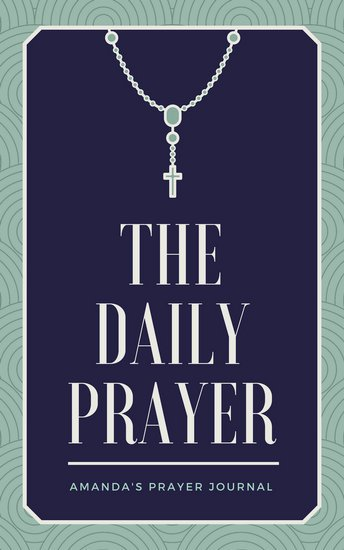 THE
DAILY
PRAYER
AMANDA'S PRAYER JOURNAL